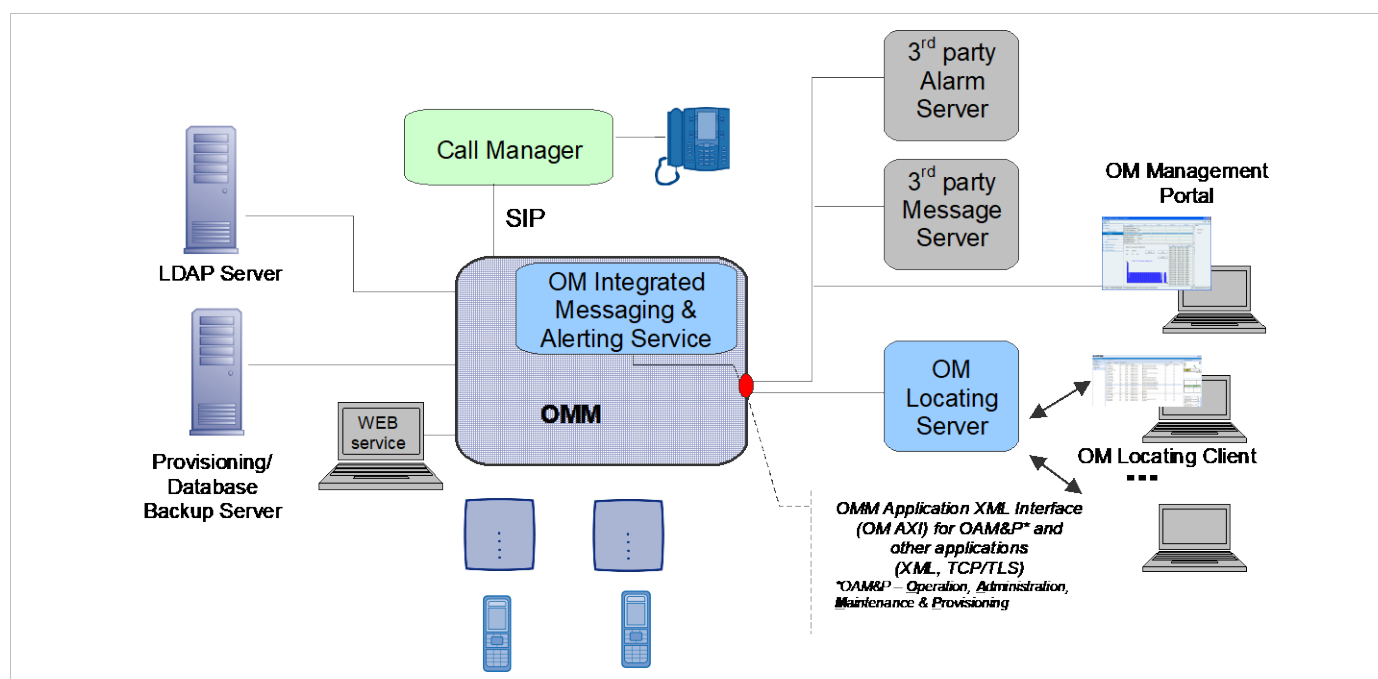 3rd party
Alarm
Server
Call Manager
3rd party
Message
Server
OM Management
Portal
SIP
LDAP Server
OM Integrated
Messaging &
Alerting Service
OM
Locating
Server
OMM
WEB
service
Provisioning/
Database
Backup Server
OM Locating Client
OMM Application XML Interface
(OM AXI) for OAM&P* and
other applications
(XML, TCP/TLS)
*OAM&P – Operation, Administration,
Maintenance & Provisioning